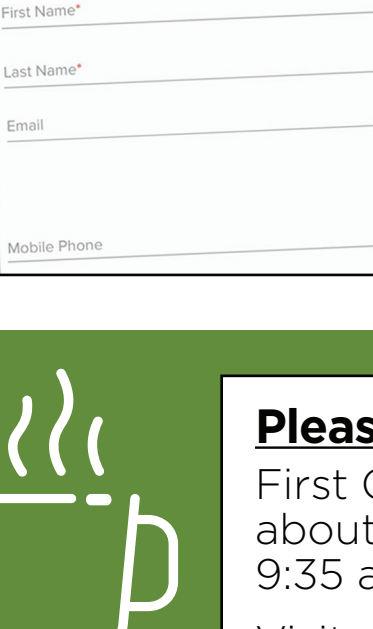 First Name*
Last Name*
Email
Mobile Phone
Pleas
First
about
9:35 a